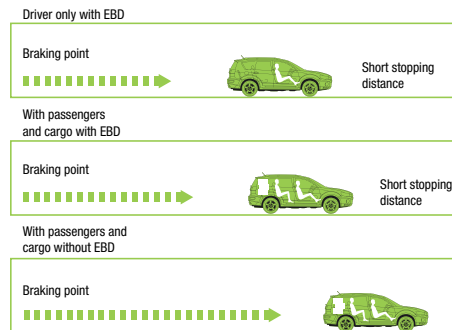 Driver only with EBD
Braking point
Short stopping
distance
With passengers
and cargo with EBD
Braking point
Short stopping
distance
With passengers and
cargo without EBD
Braking point